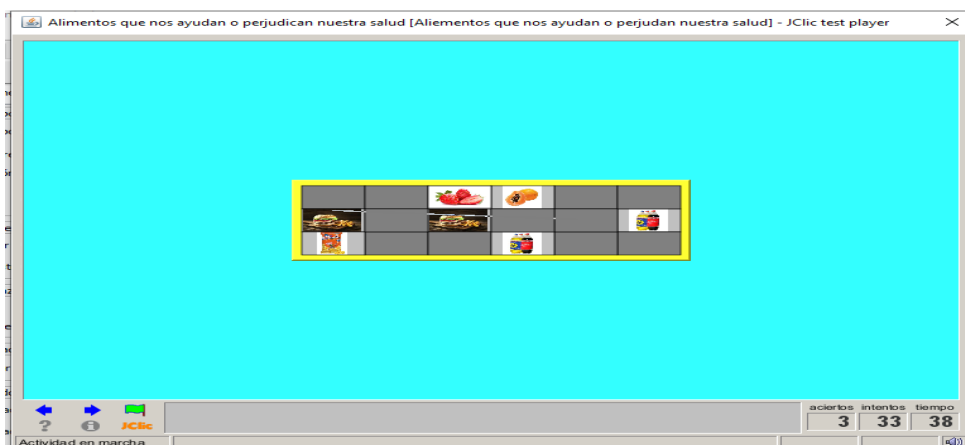 Alimentos que nos ayudan o perjudican nuestra salud [Aliementos que nos ayudan o perjudan nuestra salud] - JClic test player
JClic
aciertos intentos tiempo
3 33 38
Actividad en marcha